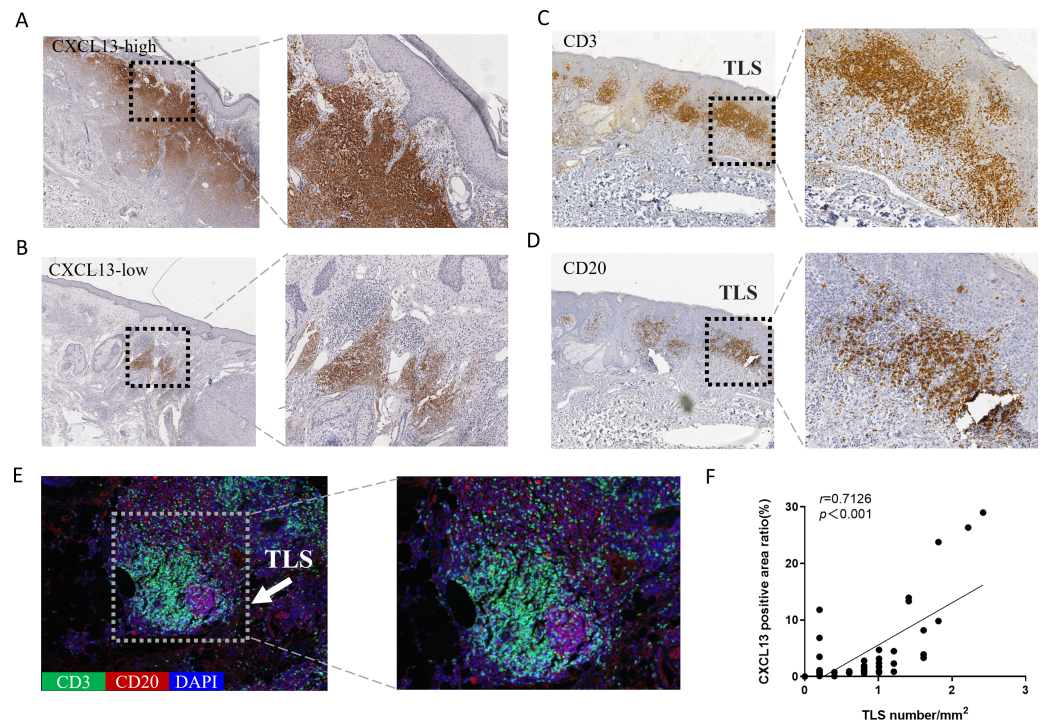 A
CXCL13-high
B
CXCL13-low
C
CD3
TLS
D
CD20
TLS
E
TLS
CD3 CD20 DAPI
F
r=0.7126
p<0.001
CXCL13 positive area ratio(%)
30
20
10
0
0 1 2 3
TLS number/mm²